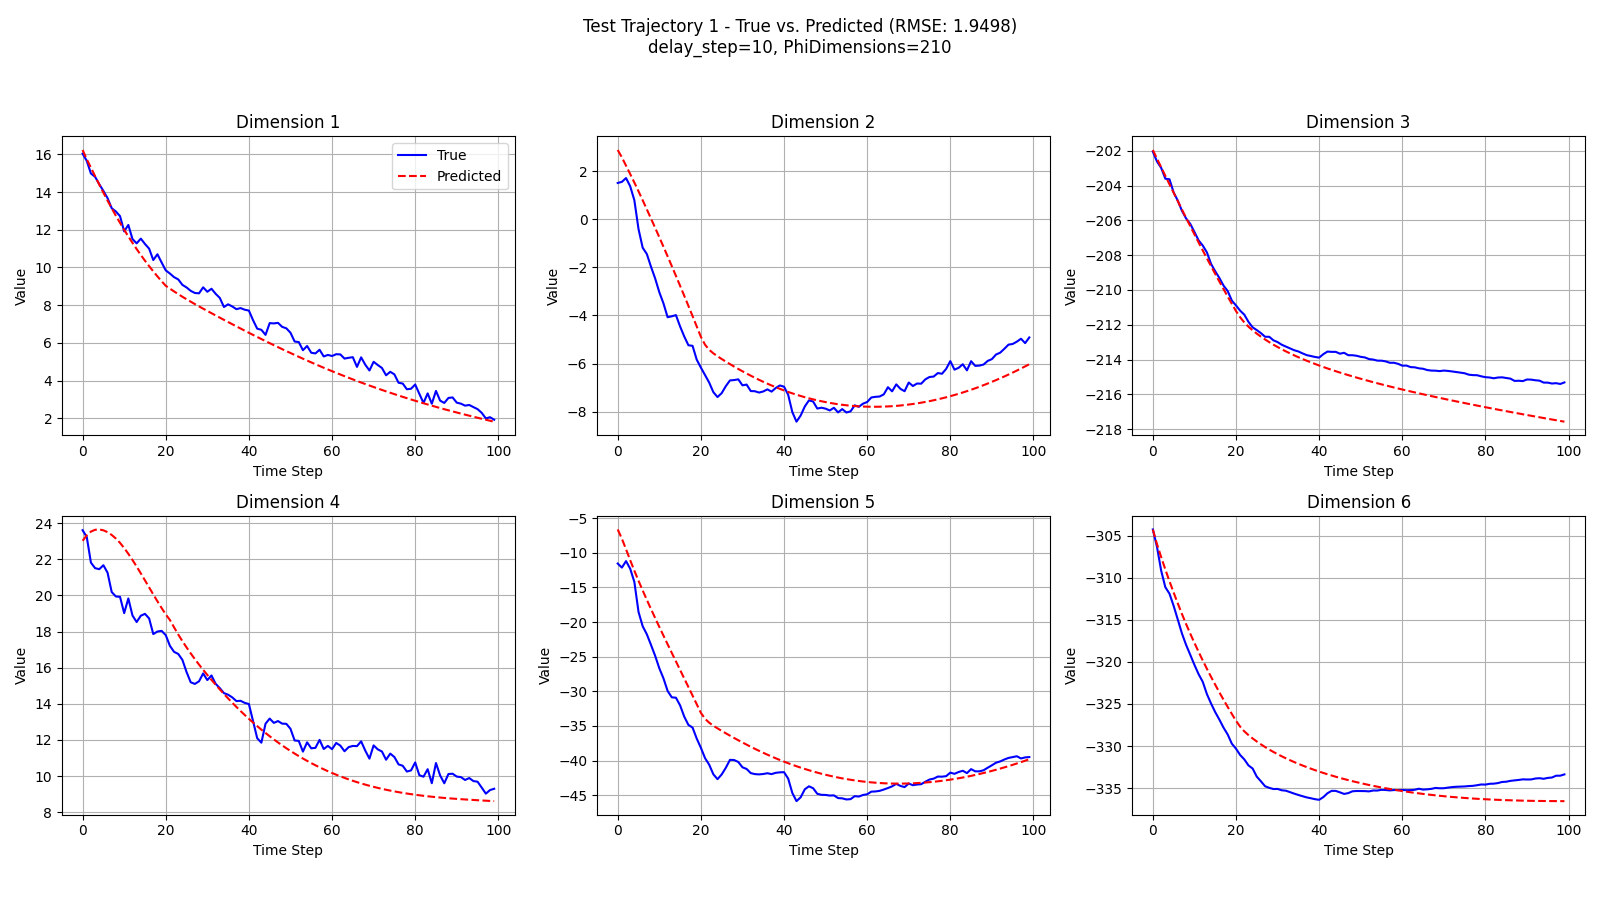 Test Trajectory 1 - True vs. Predicted (RMSE: 1.9498)
delay_step=10, PhiDimensions=210
Dimension 1
Value
16
14
12
10
8
6
4
2
True
Predicted
0 20 40 60 80 100
Time Step
Dimension 2
Value
2
0
−2
−4
−6
−8
0 20 40 60 80 100
Time Step
Dimension 3
Value
−202
−204
−206
−208
−210
−212
−214
−216
−218
0 20 40 60 80 100
Time Step
Dimension 4
Value
24
22
20
18
16
14
12
10
8
0 20 40 60 80 100
Time Step
Dimension 5
Value
−5
−10
−15
−20
−25
−30
−35
−40
−45
0 20 40 60 80 100
Time Step
Dimension 6
Value
−305
−310
−315
−320
−325
−330
−335
0 20 40 60 80 100
Time Step